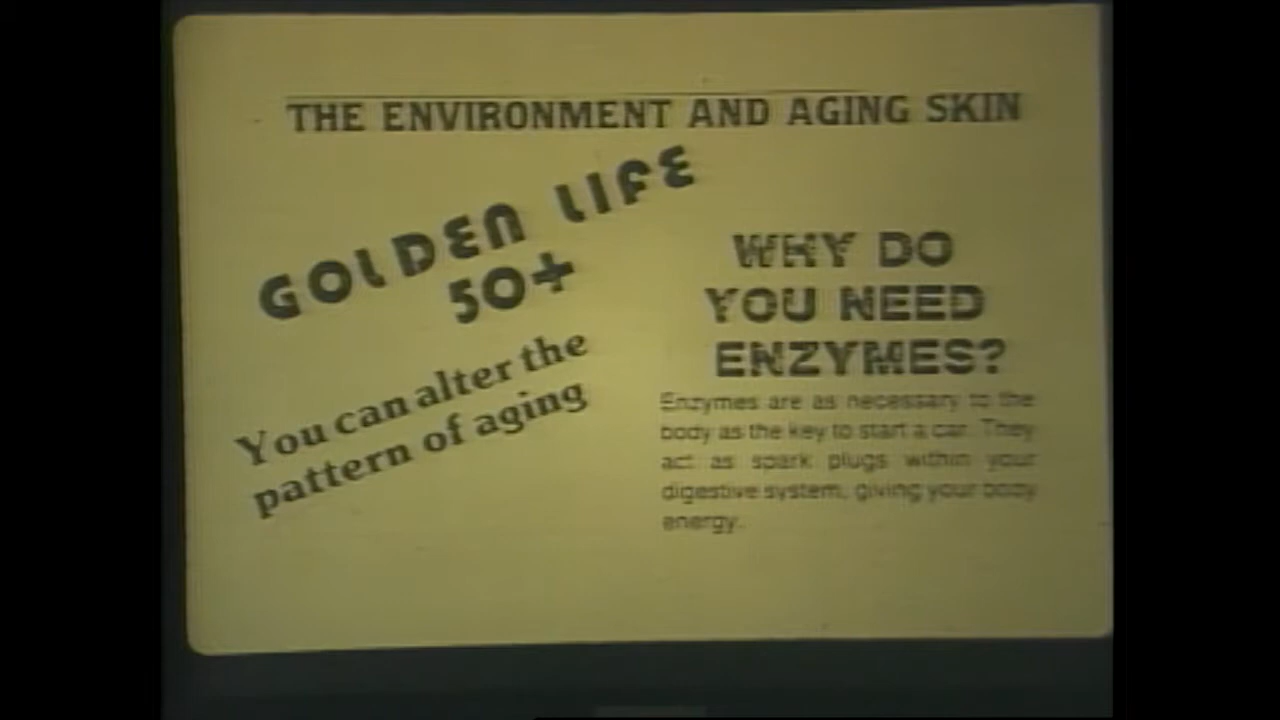 THE ENVIRONMENT AND AGING SKIN
GOLDEN LIFE
50+
You can alter the
pattern of aging
WHY DO
YOU NEED
ENZYMES?
Enzymes are as necessary to the
body as the key to start a car. They
act as spark plugs within your
digestive system, giving your body
energy.